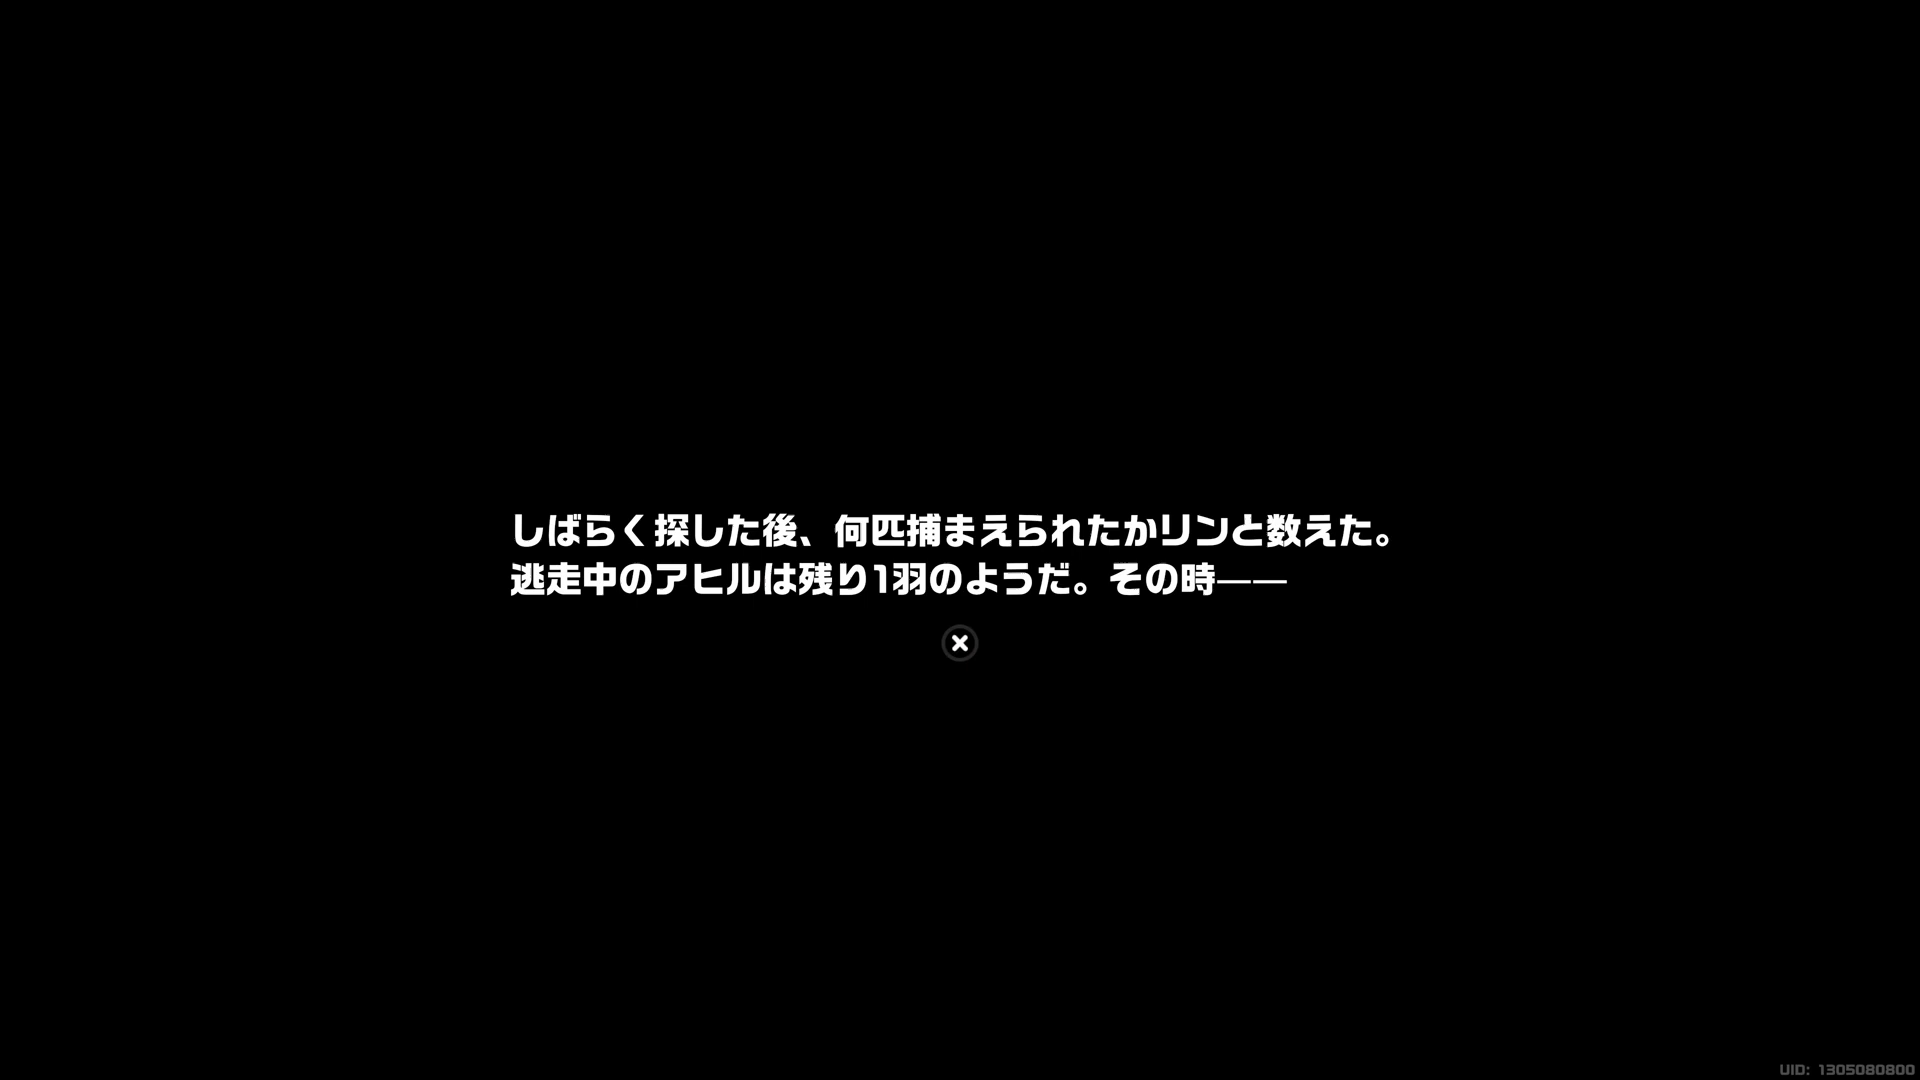 しばらく探した後、何匹捕まえられたかリンと数えた。
逃走中のアヒルは残り1羽のようだ。その時——
UID: 1305080800